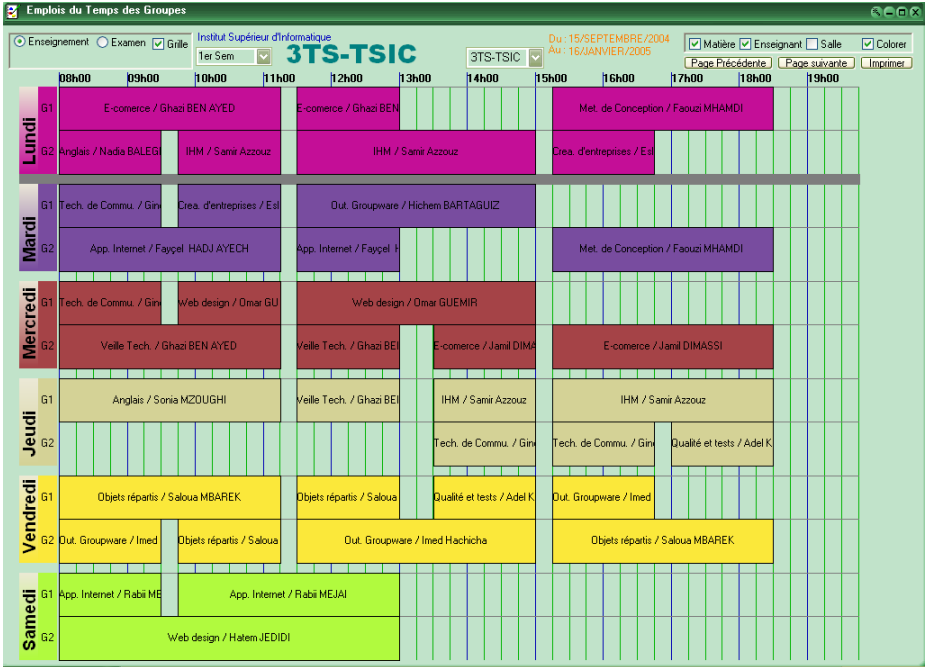 Emplois du Temps des Groupes
Enseignement Examen Grille
Institut Supérieur d'Informatique
1er Sem
3TS-TSIC
3TS-TSIC
Du : 15/SEPTEMBRE/2004
Au : 16/JANVIER/2005
Matière Enseignant Salle Colorer
Page Précédente Page suivante Imprimer
08h00 09h00 10h00 11h00 12h00 13h00 14h00 15h00 16h00 17h00 18h00 19h00
Lundi
G1 E-comerce / Ghazi BEN AYED E-comerce / Ghazi BEN Met. de Conception / Faouzi MHAMDI
G2 Anglais / Nadia BALEGI IHM / Samir Azzouz IHM / Samir Azzouz Crea. d'entreprises / Esl
Mardi
G1 Tech. de Commu. / Gin Crea. d'entreprises / Esl Out. Groupware / Hichem BARTAGUIZ
G2 App. Internet / Fayçel HADJ AYECH App. Internet / Fayçel H Met. de Conception / Faouzi MHAMDI
Mercredi
G1 Tech. de Commu. / Gin Web design / Omar GU Web design / Omar GUEMIR
G2 Veille Tech. / Ghazi BEN AYED Veille Tech. / Ghazi BEI E-comerce / Jamil DIMA E-comerce / Jamil DIMASSI
Jeudi
G1 Anglais / Sonia MZOUGHI Veille Tech. / Ghazi BEI IHM / Samir Azzouz IHM / Samir Azzouz
G2 Tech. de Commu. / Gin Tech. de Commu. / Gin Qualité et tests / Adel K
Vendredi
G1 Objets répartis / Saloua MBAREK Objets répartis / Saloua Qualité et tests / Adel K Out. Groupware / Imed
G2 Out. Groupware / Imed Objets répartis / Saloua Out. Groupware / Imed Hachicha Objets répartis / Saloua MBAREK
Samedi
G1 App. Internet / Rabii ME App. Internet / Rabii MEJAI
G2 Web design / Hatem JEDIDI